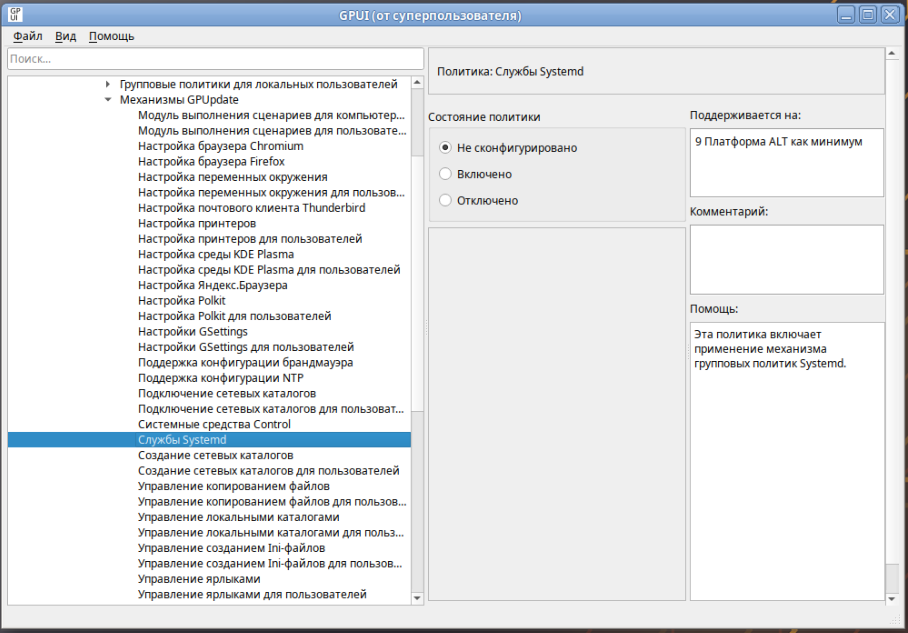 GP
UI
GPUI (от суперпользователя)
Файл Вид Помощь
Поиск...
Групповые политики для локальных пользователей
Механизмы GPUpdate
Модуль выполнения сценариев для компьютер...
Модуль выполнения сценариев для пользовате...
Настройка браузера Chromium
Настройка браузера Firefox
Настройка переменных окружения
Настройка переменных окружения для пользов...
Настройка почтового клиента Thunderbird
Настройка принтеров
Настройка принтеров для пользователей
Настройка среды KDE Plasma
Настройка среды KDE Plasma для пользователей
Настройка Яндекс.Браузера
Настройка Polkit
Настройка Polkit для пользователей
Настройки GSettings
Настройки GSettings для пользователей
Поддержка конфигурации брандмауэра
Поддержка конфигурации NTP
Подключение сетевых каталогов
Подключение сетевых каталогов для пользоват...
Системные средства Control
Службы Systemd
Создание сетевых каталогов
Создание сетевых каталогов для пользователей
Управление копированием файлов
Управление копированием файлов для пользов...
Управление локальными каталогами
Управление локальными каталогами для польз...
Управление созданием Ini-файлов
Управление созданием Ini-файлов для пользов...
Управление ярлыками
Управление ярлыками для пользователей
Политика: Службы Systemd
Состояние политики
Не сконфигурировано
Включено
Отключено
Поддерживается на:
9 Платформа ALT как минимум
Комментарий:
Помощь:
Эта политика включает
применение механизма
групповых политик Systemd.